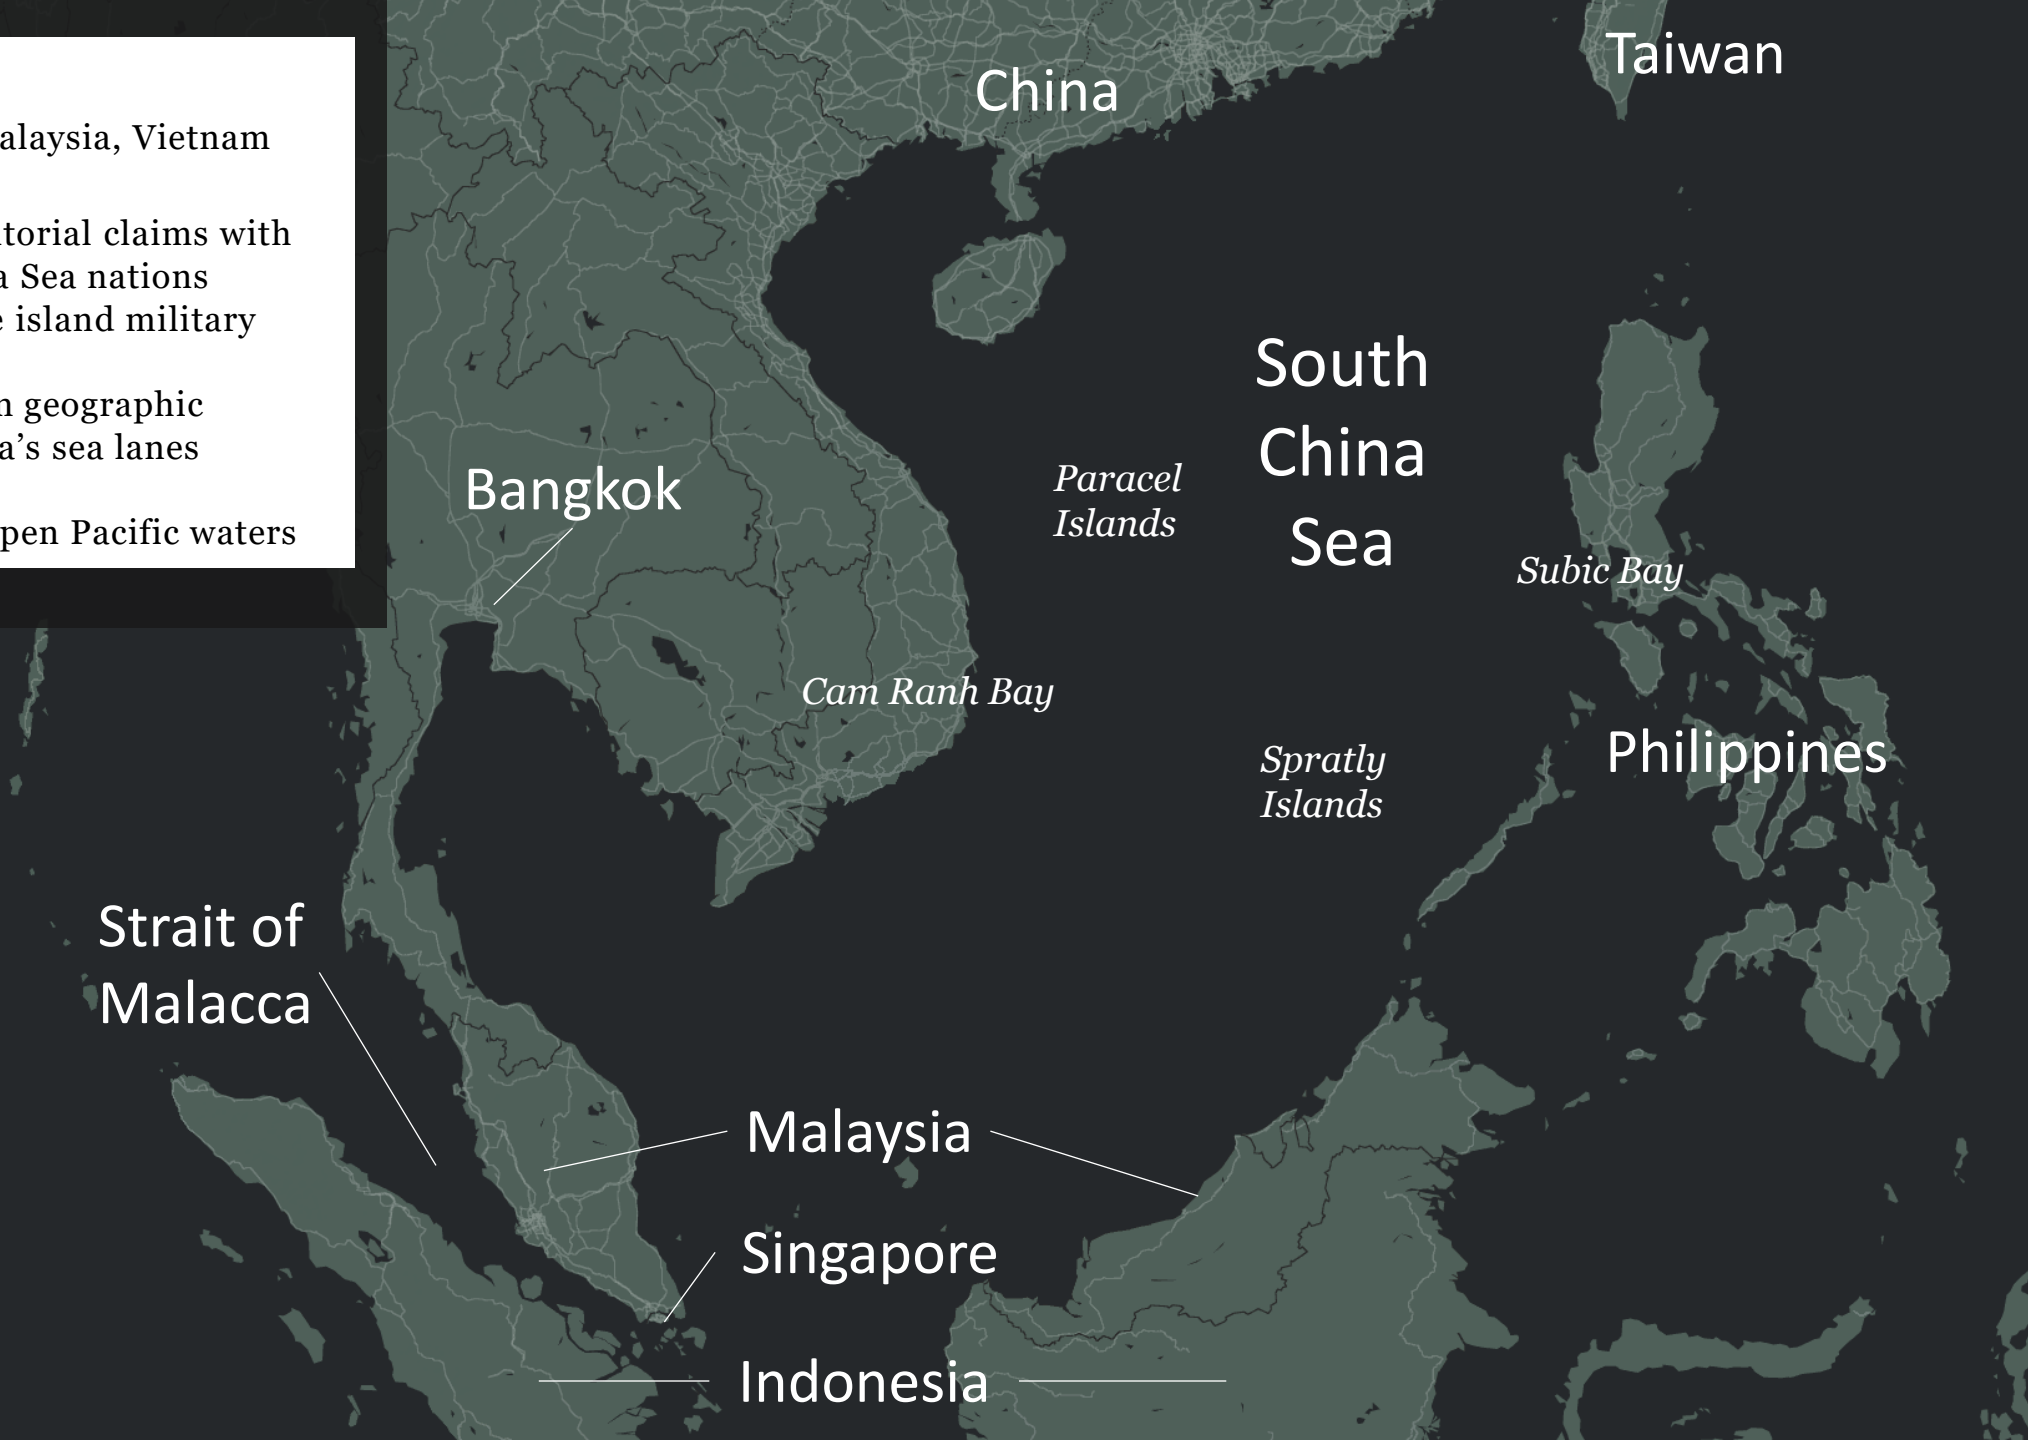 alaysia, Vietnam
torial claims with
a Sea nations
e island military
n geographic
a's sea lanes
pen Pacific waters
Taiwan
China
South
China
Sea
Bangkok
Paracel
Islands
Subic Bay
Cam Ranh Bay
Spratly
Islands
Philippines
Strait of
Malacca
Malaysia
Singapore
Indonesia